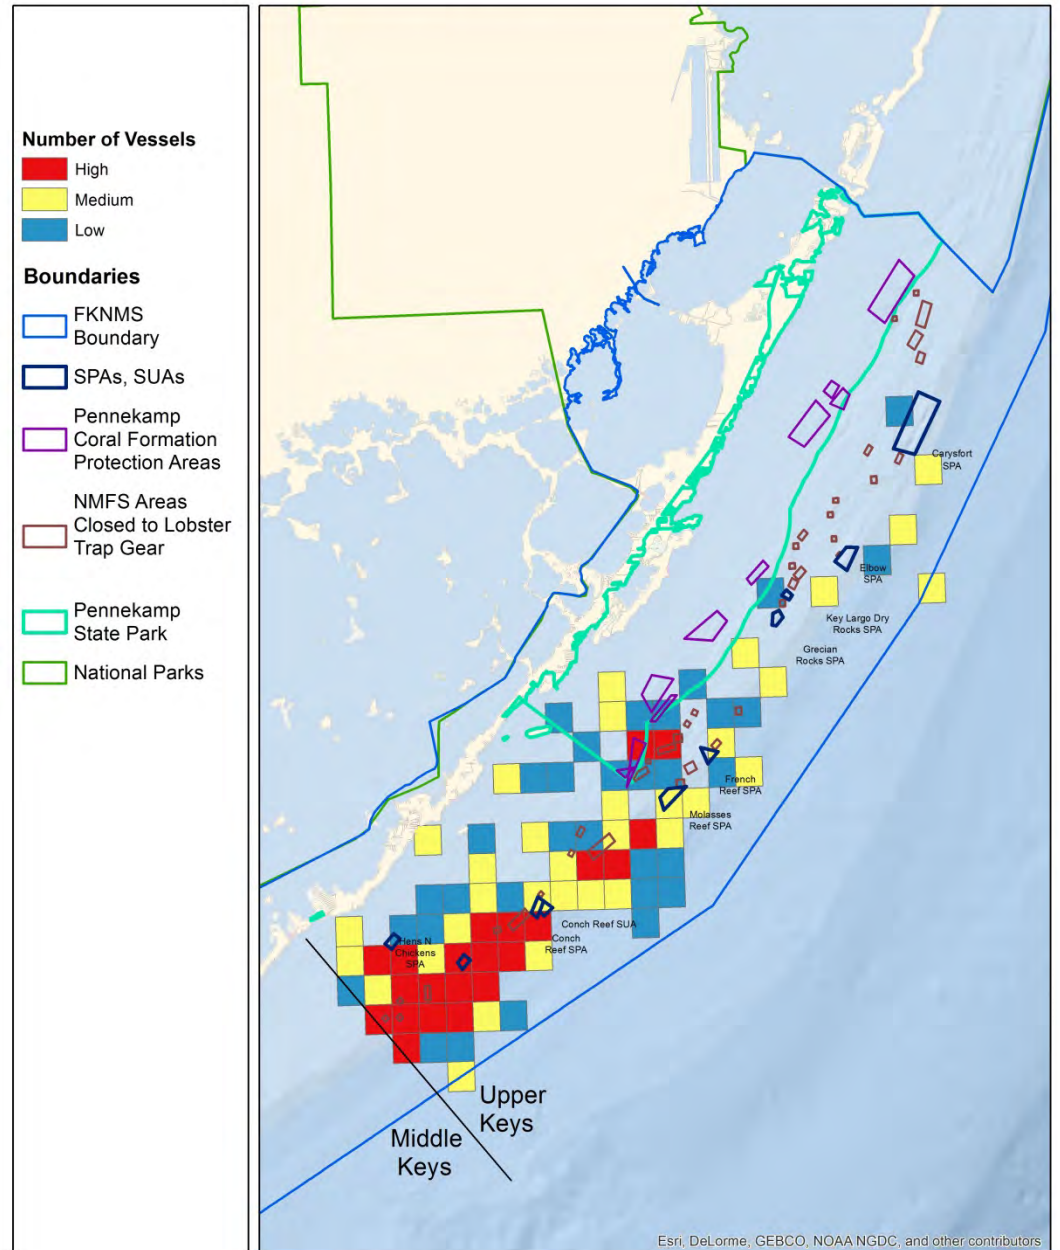 Number of Vessels
High
Medium
Low
Boundaries
FKNMS
Boundary
SPAs, SUAs
Pennekamp
Coral Formation
Protection Areas
NMFS Areas
Closed to Lobster
Trap Gear
Pennekamp
State Park
National Parks
Carysfort
SPA
Elbow
SPA
Key Largo Dry
Rocks SPA
Grecian
Rocks SPA
French
Reef SPA
Molasses
Reef SPA
Conch Reef SUA
Conch
Reef SPA
Hens N
Chickens
SPA
Upper
Keys
Middle
Keys
Esri, DeLorme, GEBCO, NOAA NGDC, and other contributors